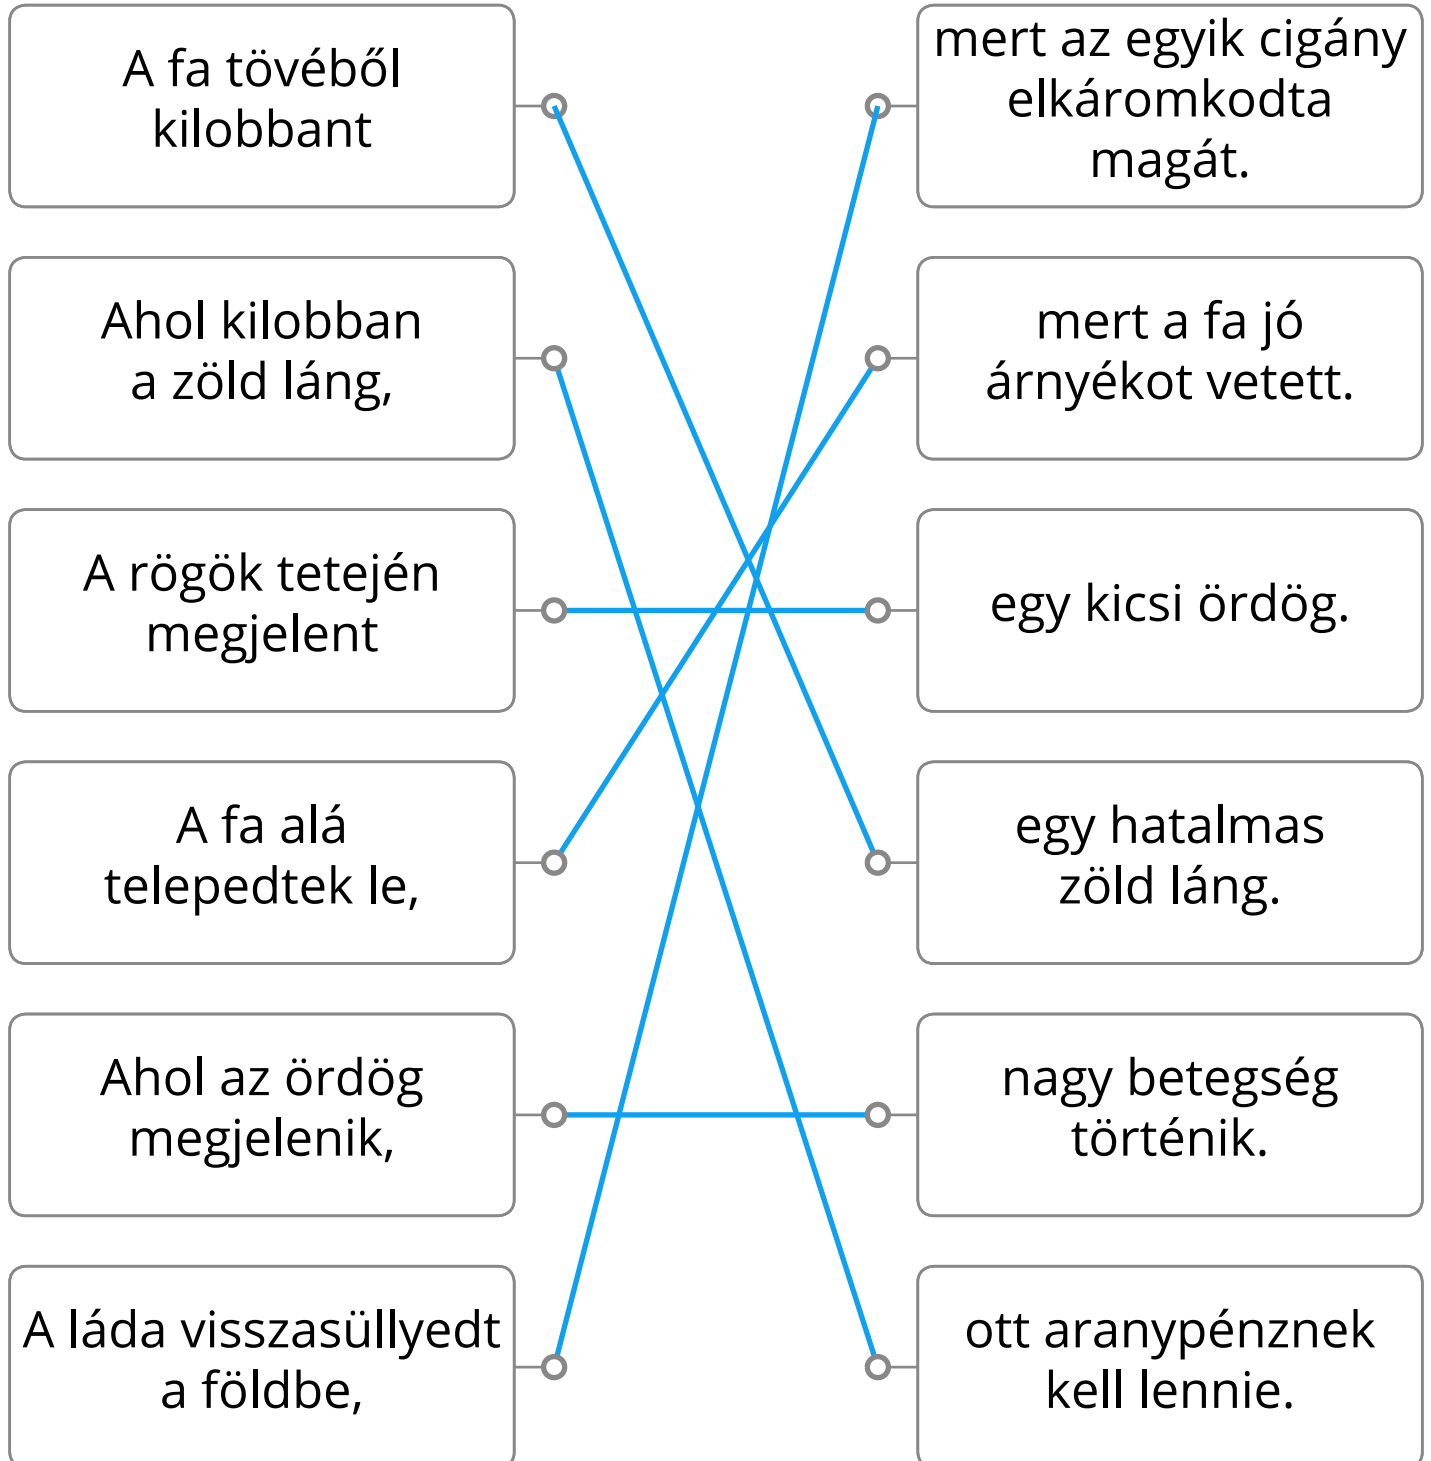 A fa tövéből
kilobbant
mert az egyik cigány
elkáromkodta
magát.
Ahol kilobban
a zöld láng,
mert a fa jó
árnyékot vetett.
A rögök tetején
megjelent
egy kicsi ördög.
A fa alá
telepedtek le,
egy hatalmas
zöld láng.
Ahol az ördög
megjelenik,
nagy betegség
történik.
A láda visszasüllyedt
a földbe,
ott aranypénznek
kell lennie.